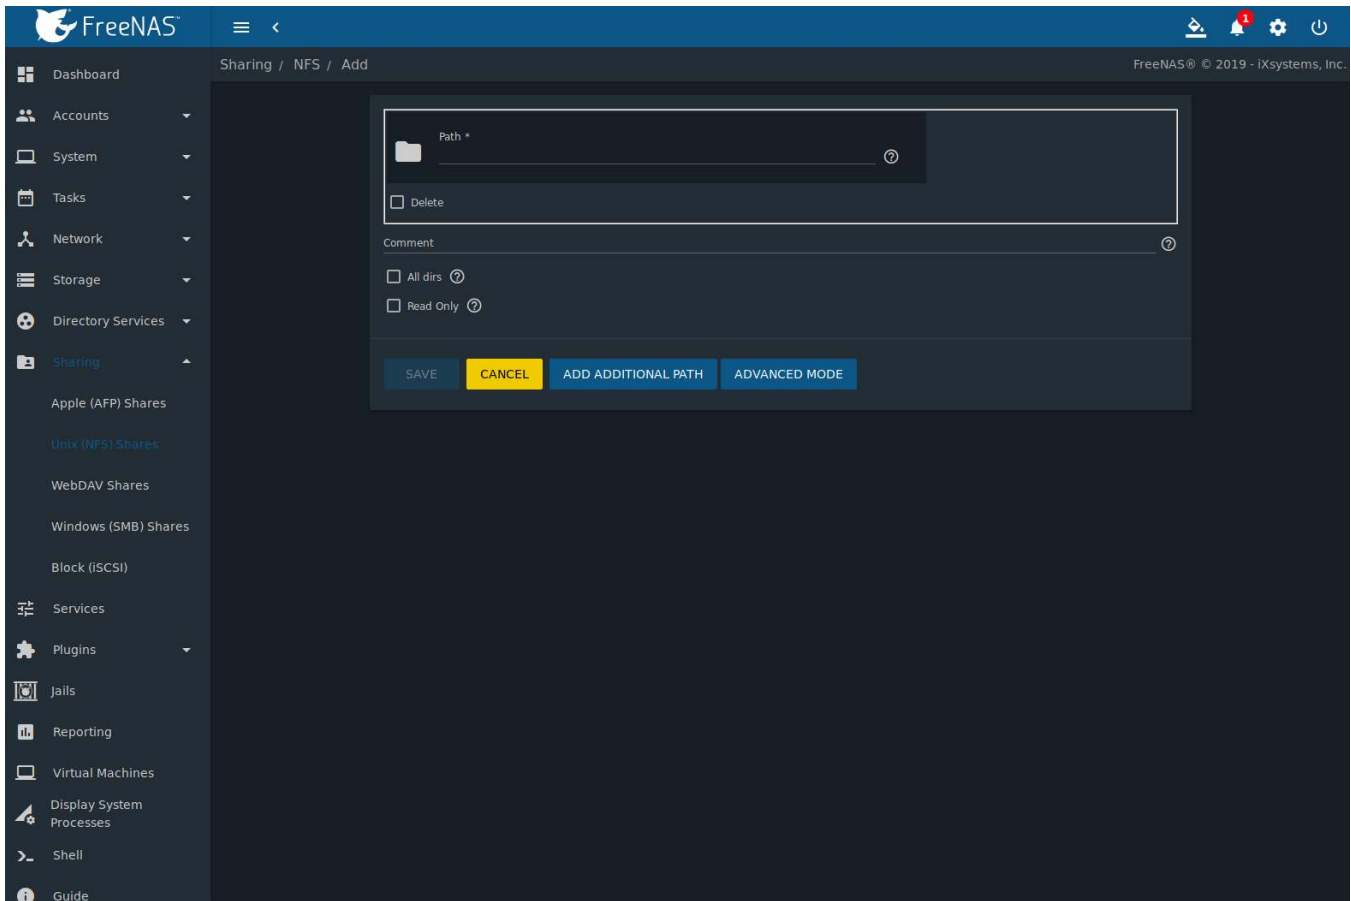 FreeNAS®
1
Sharing / NFS / Add
FreeNAS® © 2019 - iXsystems, Inc.
Dashboard
Accounts
System
Tasks
Network
Storage
Directory Services
Sharing
Apple (AFP) Shares
Unix (NFS) Shares
WebDAV Shares
Windows (SMB) Shares
Block (iSCSI)
Services
Plugins
Jails
Reporting
Virtual Machines
Display System
Processes
Shell
Guide
Path *
Delete
Comment
All dirs
Read Only
SAVE CANCEL ADD ADDITIONAL PATH ADVANCED MODE